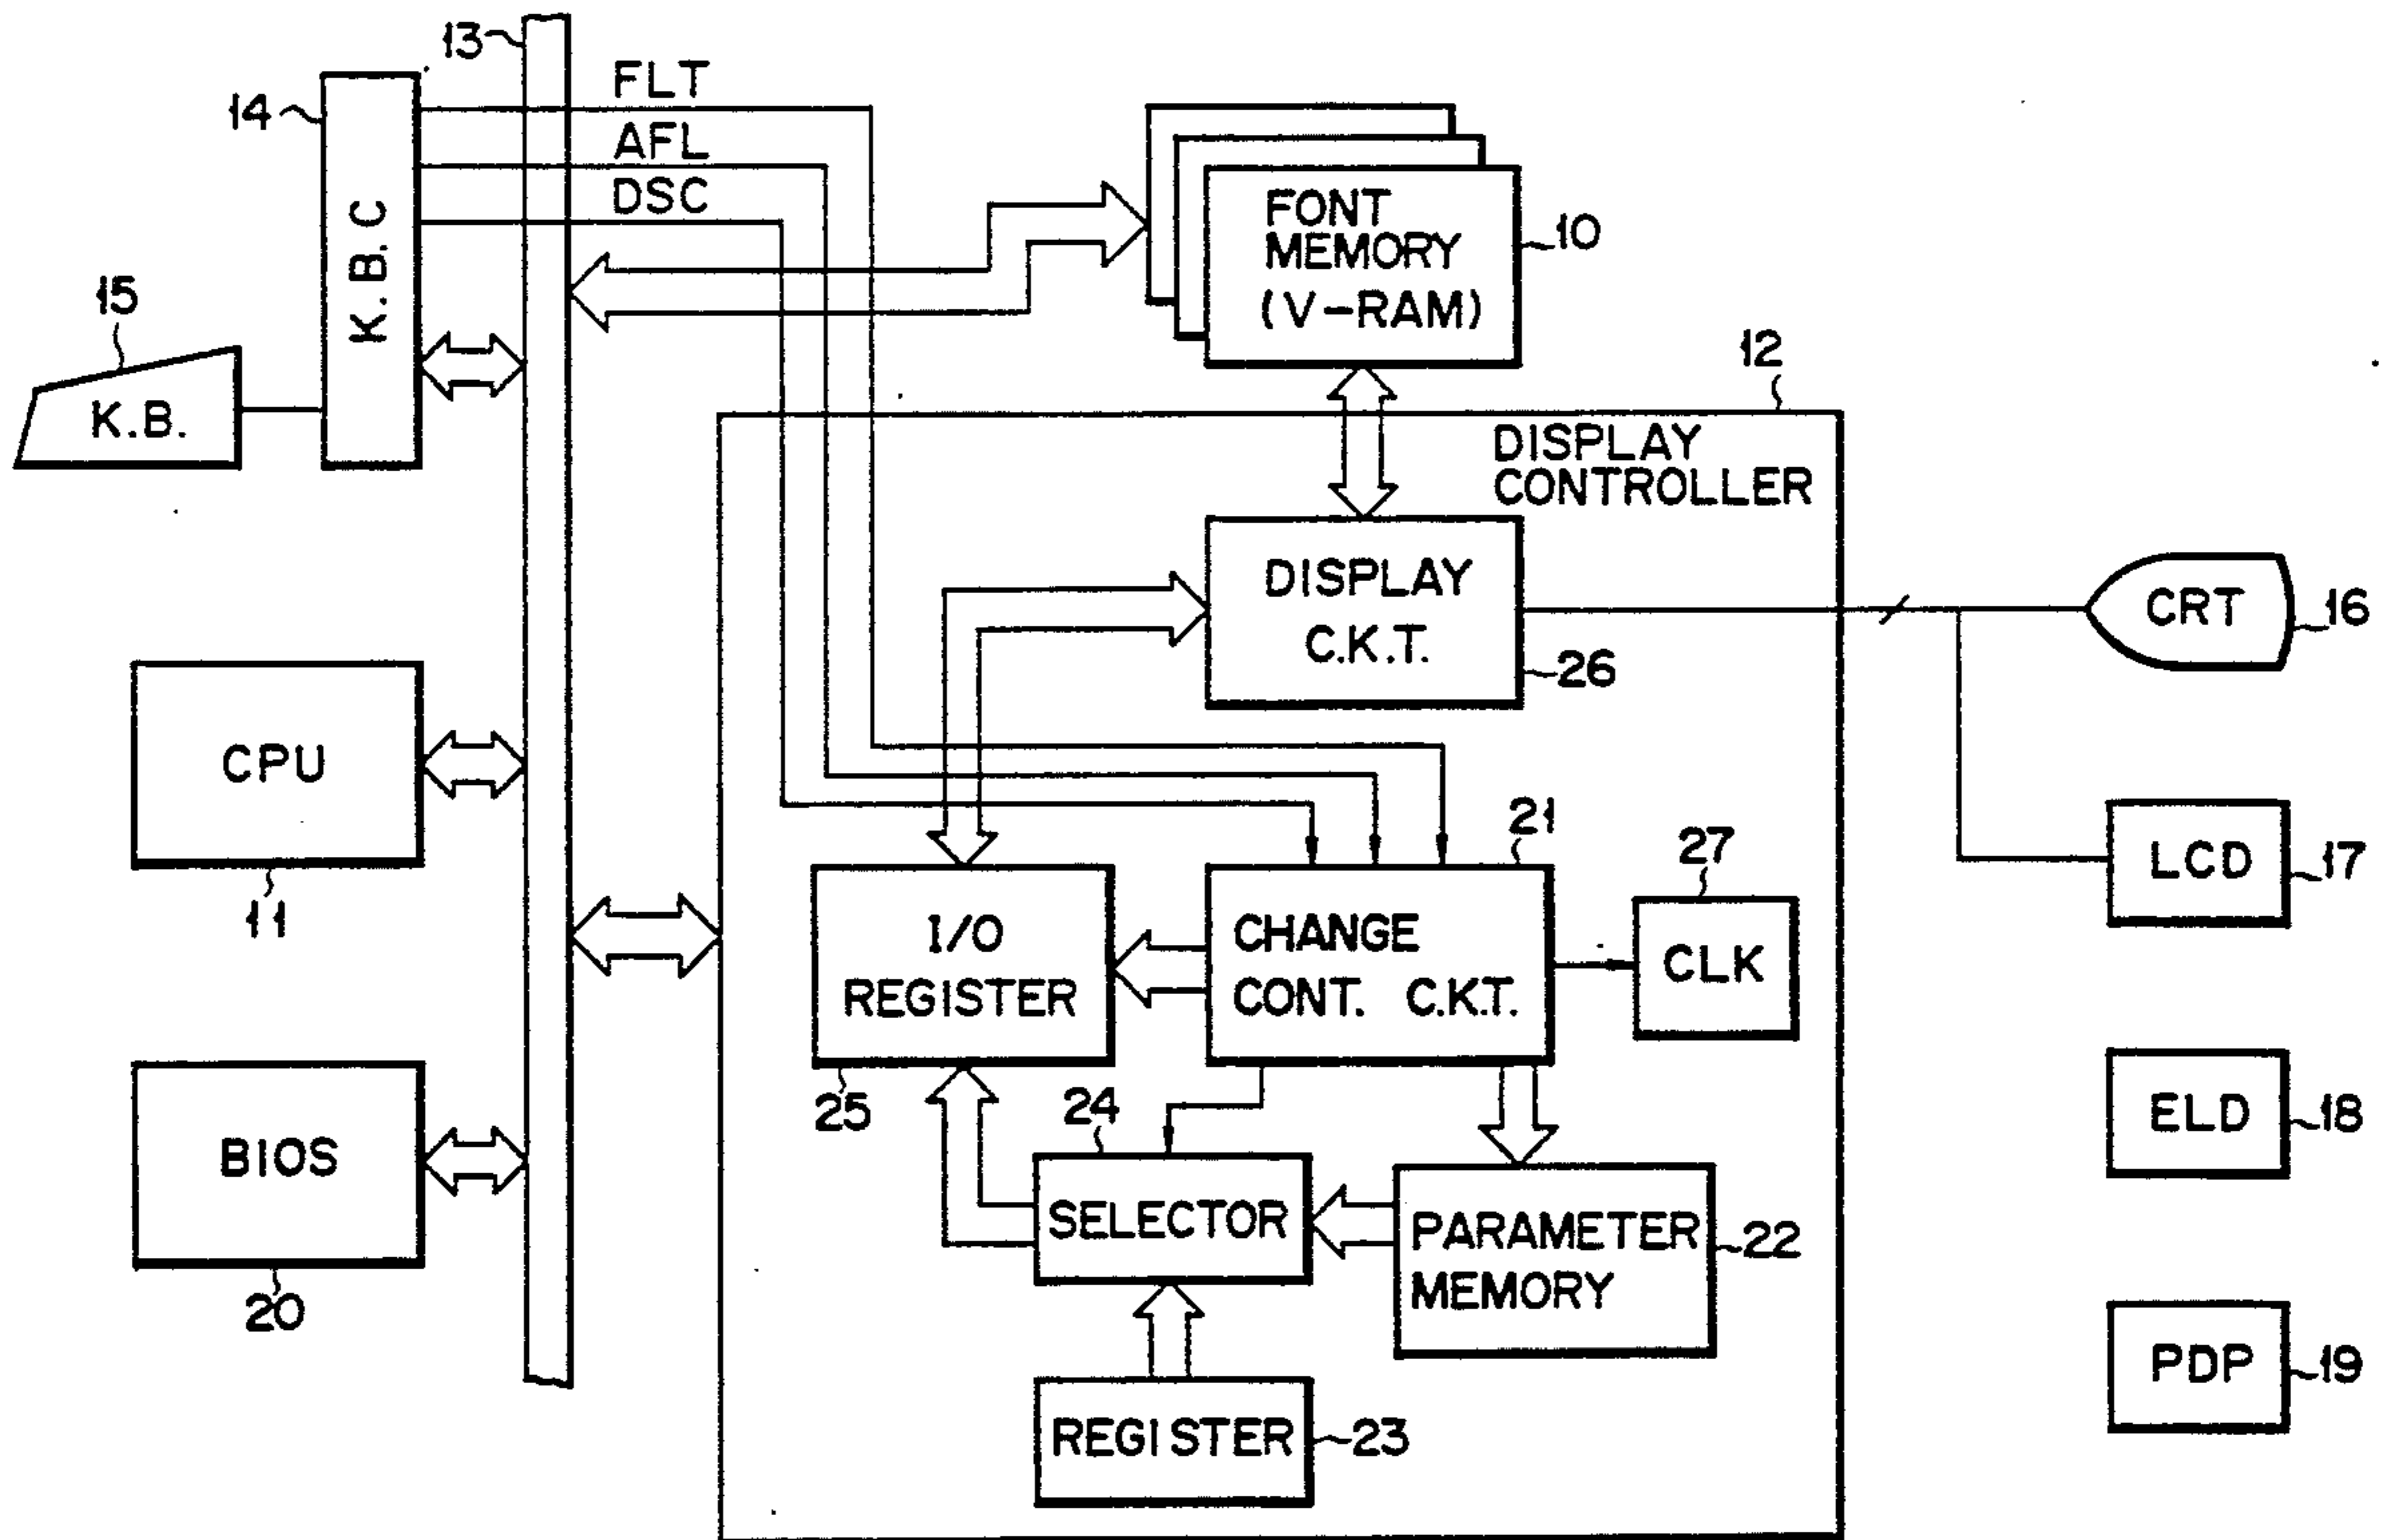 13
FLT
14
AFL
DSC
K.B.C
FONT
MEMORY
(V-RAM)
10
15
K.B.
12
DISPLAY
CONTROLLER
DISPLAY
C.K.T.
26
CRT
16
CPU
11
21
27
LCD
17
I/O
REGISTER
25
CHANGE
CONT. C.K.T.
CLK
24
ELD
18
BIOS
20
SELECTOR
PARAMETER
MEMORY
22
REGISTER
23
PDP
19